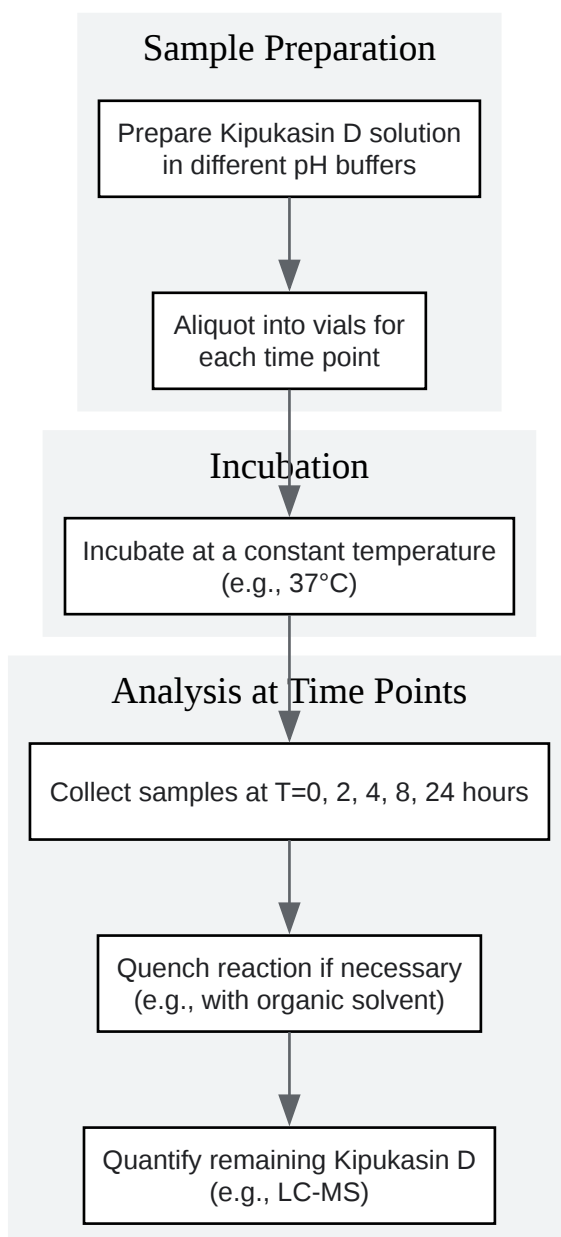 Sample Preparation
Prepare Kipukasin D solution
in different pH buffers
Aliquot into vials for
each time point
Incubation
Incubate at a constant temperature
(e.g., 37°C)
Analysis at Time Points
Collect samples at T=0, 2, 4, 8, 24 hours
Quench reaction if necessary
(e.g., with organic solvent)
Quantify remaining Kipukasin D
(e.g., LC-MS)